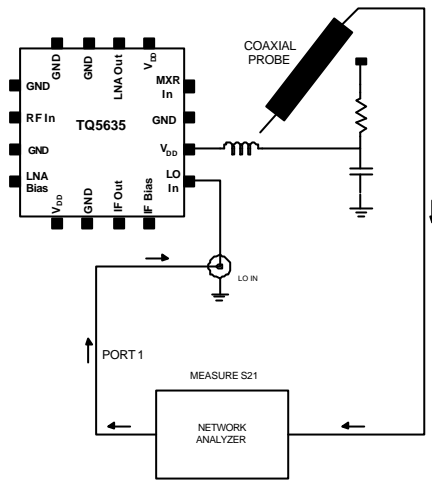 COAXIAL
PROBE
GND
GND
LNA Out
VDD
GND
MXR
In
RF In
TQ5635
GND
GND
VDD
LNA
Bias
LO
In
VDD
GND
IF Out
IF Bias
LO IN
PORT 1
MEASURE S21
NETWORK
ANALYZER